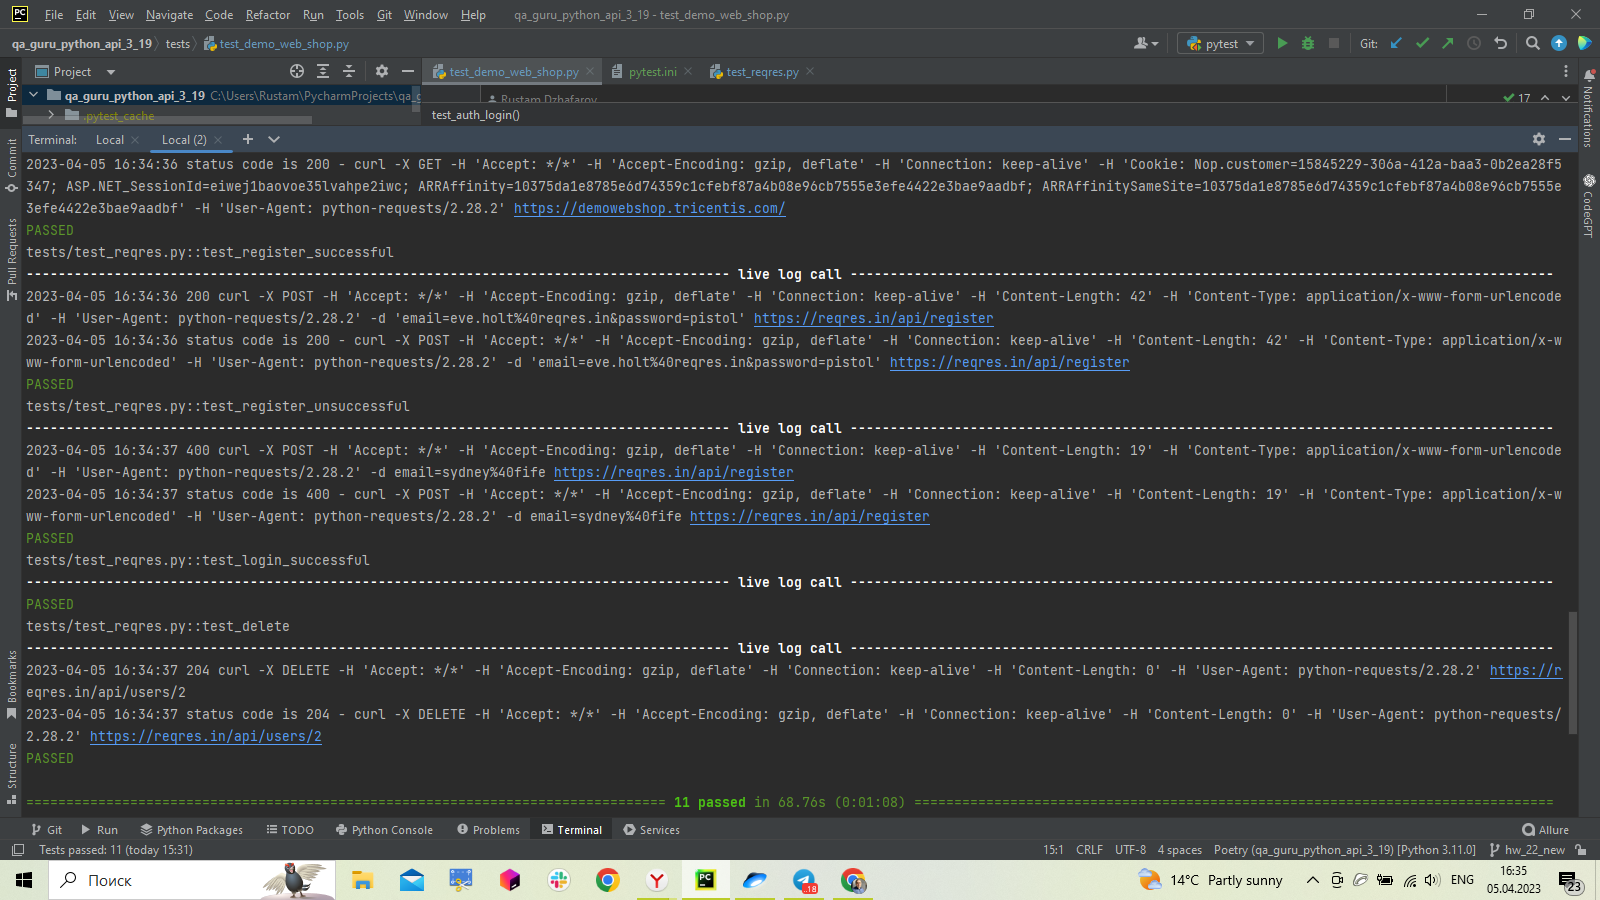 File Edit View Navigate Code Refactor Run Tools Git Window Help qa_guru_python_api_3_19 - test_demo_web_shop.py
qa_guru_python_api_3_19 tests test_demo_web_shop.py pytest Git:
Project test_demo_web_shop.py pytest.ini test_reqres.py
qa_guru_python_api_3_19 C:\Users\Rustam\PycharmProjects\qa_g Rustam Dzhafarov 17
.pytest_cache test_auth_login()
Terminal: Local Local (2)
2023-04-05 16:34:36 status code is 200 - curl -X GET -H 'Accept: */*' -H 'Accept-Encoding: gzip, deflate' -H 'Connection: keep-alive' -H 'Cookie: Nop.customer=15845229-306a-412a-baa3-0b2ea28f5
347; ASP.NET_SessionId=eiwej1baovoe35lvahpe2iwc; ARRAffinity=10375da1e8785e6d74359c1cfebf87a4b08e96cb7555e3efe4422e3bae9aadbf; ARRAffinitySameSite=10375da1e8785e6d74359c1cfebf87a4b08e96cb7555e
3efe4422e3bae9aadbf' -H 'User-Agent: python-requests/2.28.2' https://demowebshop.tricentis.com/
PASSED
tests/test_reqres.py::test_register_successful
---------------------------------------------------------------------------------------- live log call ----------------------------------------------------------------------------------------
2023-04-05 16:34:36 200 curl -X POST -H 'Accept: */*' -H 'Accept-Encoding: gzip, deflate' -H 'Connection: keep-alive' -H 'Content-Length: 42' -H 'Content-Type: application/x-www-form-urlencode
d' -H 'User-Agent: python-requests/2.28.2' -d 'email=eve.holt%40reqres.in&password=pistol' https://reqres.in/api/register
2023-04-05 16:34:36 status code is 200 - curl -X POST -H 'Accept: */*' -H 'Accept-Encoding: gzip, deflate' -H 'Connection: keep-alive' -H 'Content-Length: 42' -H 'Content-Type: application/x-w
ww-form-urlencoded' -H 'User-Agent: python-requests/2.28.2' -d 'email=eve.holt%40reqres.in&password=pistol' https://reqres.in/api/register
PASSED
tests/test_reqres.py::test_register_unsuccessful
---------------------------------------------------------------------------------------- live log call ----------------------------------------------------------------------------------------
2023-04-05 16:34:37 400 curl -X POST -H 'Accept: */*' -H 'Accept-Encoding: gzip, deflate' -H 'Connection: keep-alive' -H 'Content-Length: 19' -H 'Content-Type: application/x-www-form-urlencode
d' -H 'User-Agent: python-requests/2.28.2' -d email=sydney%40fife https://reqres.in/api/register
2023-04-05 16:34:37 status code is 400 - curl -X POST -H 'Accept: */*' -H 'Accept-Encoding: gzip, deflate' -H 'Connection: keep-alive' -H 'Content-Length: 19' -H 'Content-Type: application/x-w
ww-form-urlencoded' -H 'User-Agent: python-requests/2.28.2' -d email=sydney%40fife https://reqres.in/api/register
PASSED
tests/test_reqres.py::test_login_successful
---------------------------------------------------------------------------------------- live log call ----------------------------------------------------------------------------------------
PASSED
tests/test_reqres.py::test_delete
---------------------------------------------------------------------------------------- live log call ----------------------------------------------------------------------------------------
2023-04-05 16:34:37 204 curl -X DELETE -H 'Accept: */*' -H 'Accept-Encoding: gzip, deflate' -H 'Connection: keep-alive' -H 'Content-Length: 0' -H 'User-Agent: python-requests/2.28.2' https://r
eqres.in/api/users/2
2023-04-05 16:34:37 status code is 204 - curl -X DELETE -H 'Accept: */*' -H 'Accept-Encoding: gzip, deflate' -H 'Connection: keep-alive' -H 'Content-Length: 0' -H 'User-Agent: python-requests/
2.28.2' https://reqres.in/api/users/2
PASSED
================================================================================ 11 passed in 68.76s (0:01:08) ================================================================================
Project
Commit
Pull Requests
Bookmarks
Structure
Notifications
CodeGPT
Git Run Python Packages TODO Python Console Problems Terminal Services Allure
Tests passed: 11 (today 15:31) 15:1 CRLF UTF-8 4 spaces Poetry (qa_guru_python_api_3_19) [Python 3.11.0] hw_22_new
Поиск 18 14°C Partly sunny ENG 16:35
05.04.2023 23